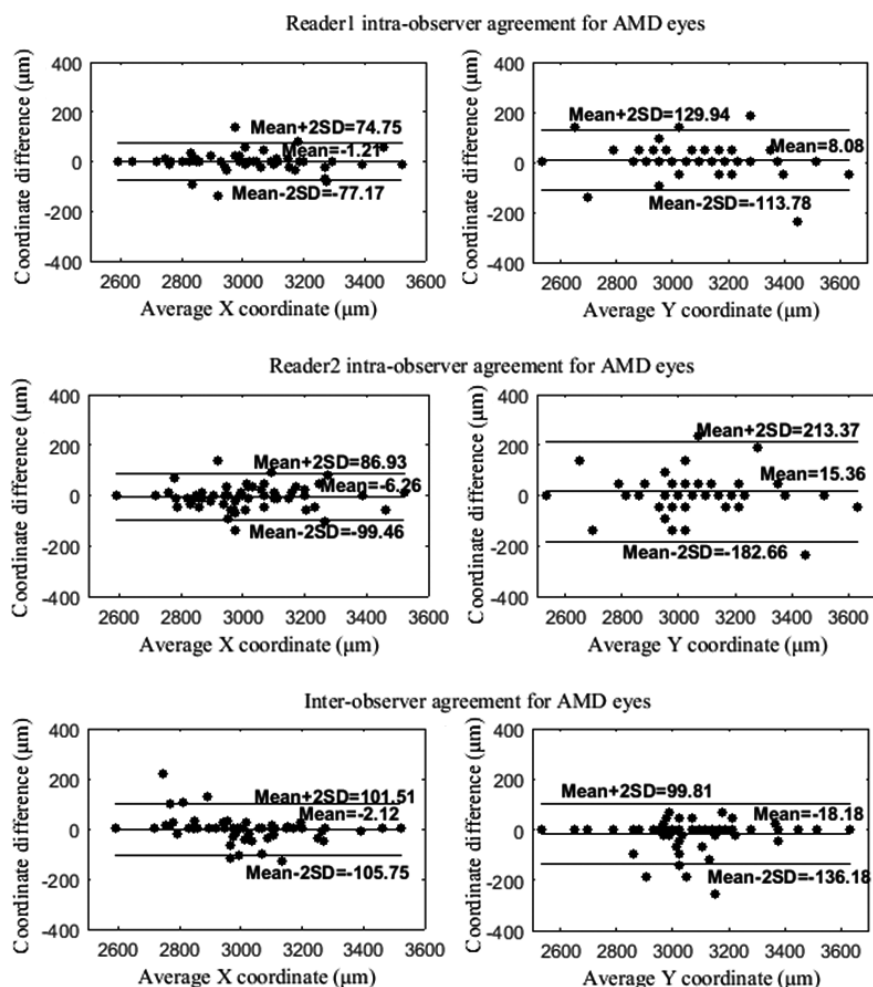 Reader1 intra-observer agreement for AMD eyes
Coordinate difference (μm)
400
200
0
-200
-400
Mean+2SD=74.75
Mean=-1.21
Mean-2SD=-77.17
2600 2800 3000 3200 3400 3600
Average X coordinate (μm)
Coordinate difference (μm)
400
200
0
-200
-400
Mean+2SD=129.94
Mean=8.08
Mean-2SD=-113.78
2600 2800 3000 3200 3400 3600
Average Y coordinate (μm)
Reader2 intra-observer agreement for AMD eyes
Coordinate difference (μm)
400
200
0
-200
-400
Mean+2SD=86.93
Mean=-6.26
Mean-2SD=-99.46
2600 2800 3000 3200 3400 3600
Average X coordinate (μm)
Coordinate difference (μm)
400
200
0
-200
-400
Mean+2SD=213.37
Mean=15.36
Mean-2SD=-182.66
2600 2800 3000 3200 3400 3600
Average Y coordinate (μm)
Inter-observer agreement for AMD eyes
Coordinate difference (μm)
400
200
0
-200
-400
Mean+2SD=101.51
Mean=-2.12
Mean-2SD=-105.75
2600 2800 3000 3200 3400 3600
Average X coordinate (μm)
Coordinate difference (μm)
400
200
0
-200
-400
Mean+2SD=99.81
Mean=-18.18
Mean-2SD=-136.18
2600 2800 3000 3200 3400 3600
Average Y coordinate (μm)